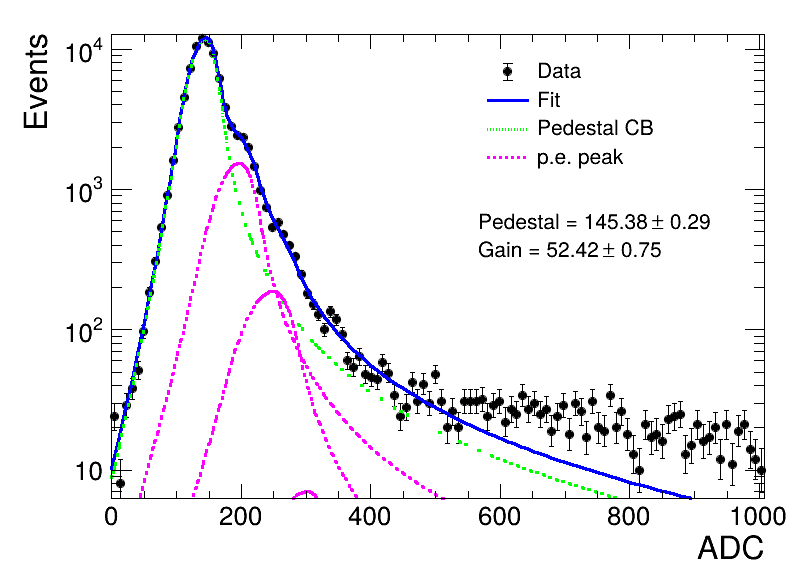 Events
10⁴
10³
10²
10
Data
Fit
Pedestal CB
p.e. peak
Pedestal = 145.38 ± 0.29
Gain = 52.42 ± 0.75
0 200 400 600 800 1000
ADC